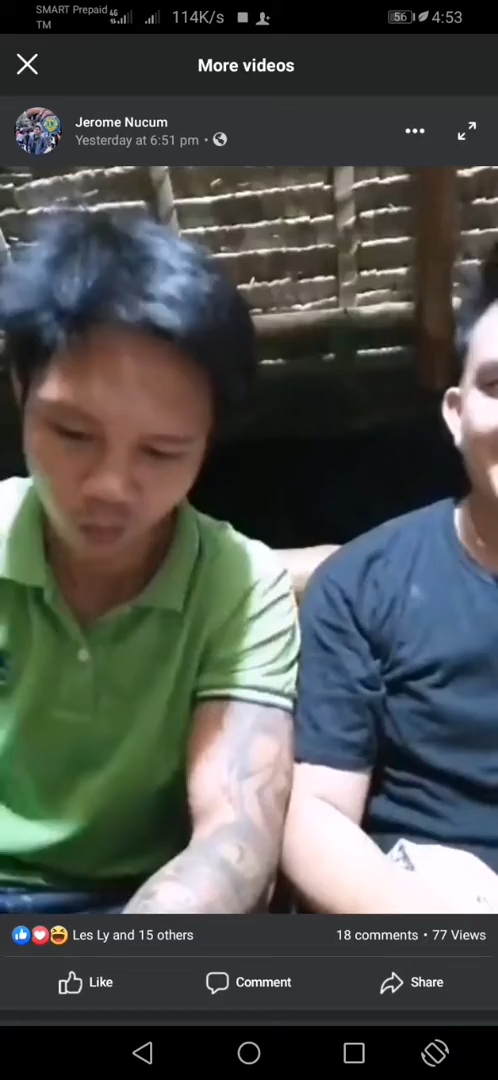 SMART Prepaid 4G 114K/s 56 4:53
TM
More videos
Jerome Nucum
Yesterday at 6:51 pm
Les Ly and 15 others 18 comments • 77 Views
Like Comment Share